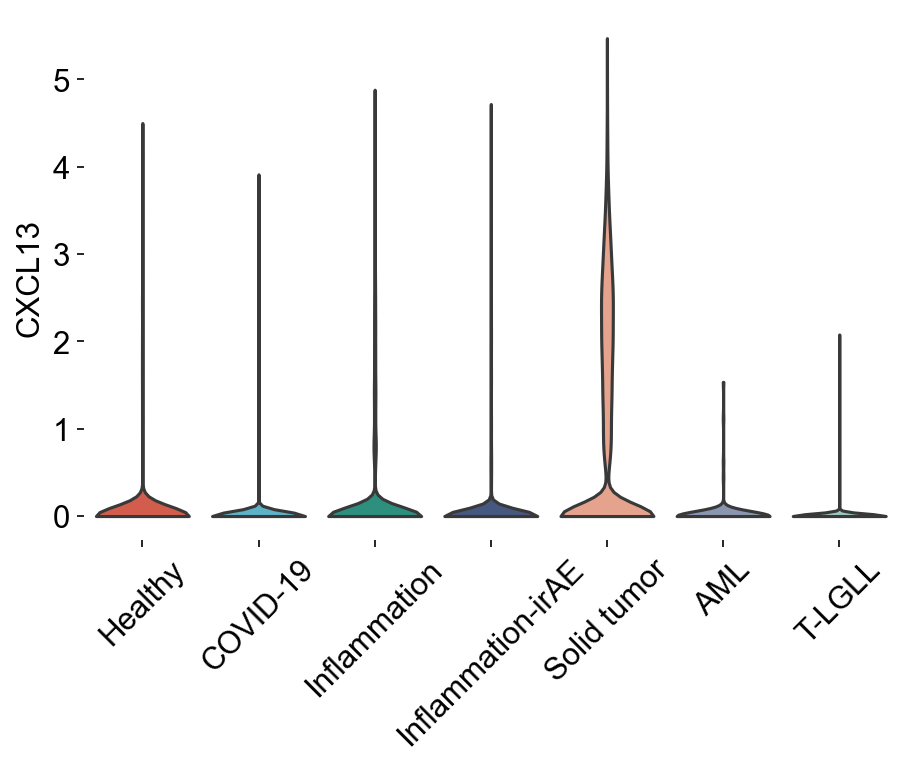 CXCL13
5
4
3
2
1
0
Healthy
COVID-19
Inflammation
Inflammation-irAE
Solid tumor
AML
T-LGLL